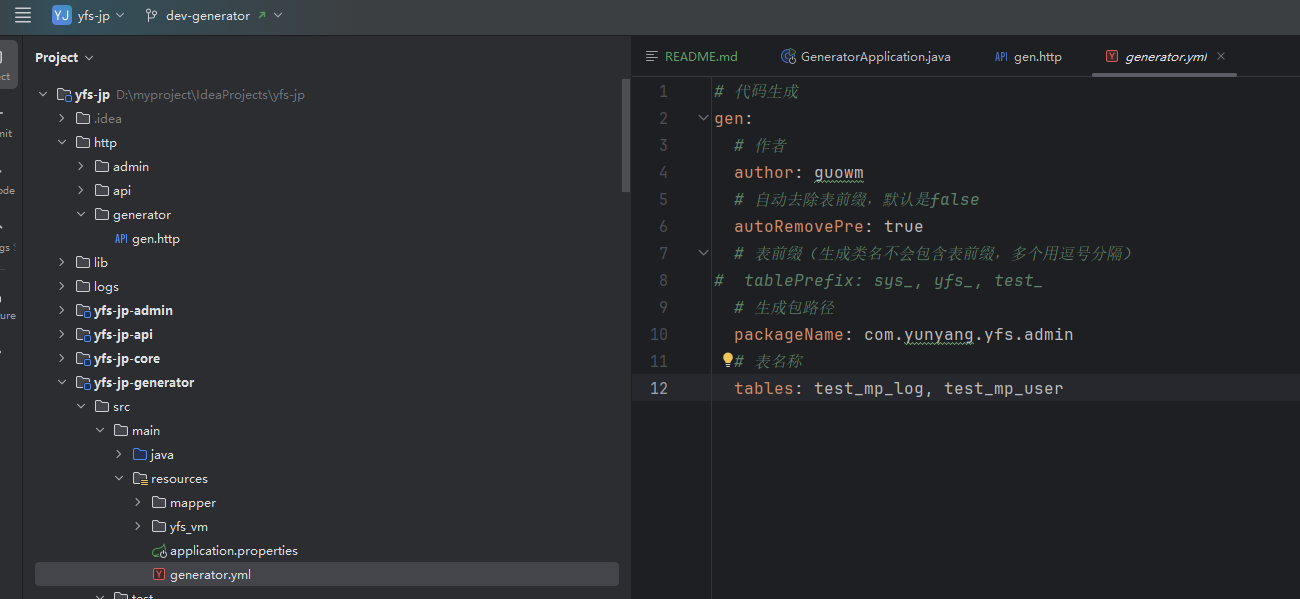 YJ yfs-jp dev-generator
Project
yfs-jp D:\myproject\IdeaProjects\yfs-jp
.idea
http
admin
api
generator
API gen.http
lib
logs
yfs-jp-admin
yfs-jp-api
yfs-jp-core
yfs-jp-generator
src
main
java
resources
mapper
yfs_vm
application.properties
Y generator.yml
test
README.md GeneratorApplication.java API gen.http Y generator.yml
1 # 代码生成
2 gen:
3 # 作者
4 author: guowm
5 # 自动去除表前缀，默认是false
6 autoRemovePre: true
7 # 表前缀（生成类名不会包含表前缀，多个用逗号分隔）
8 # tablePrefix: sys_, yfs_, test_
9 # 生成包路径
10 packageName: com.yunyang.yfs.admin
11 # 表名称
12 tables: test_mp_log, test_mp_user